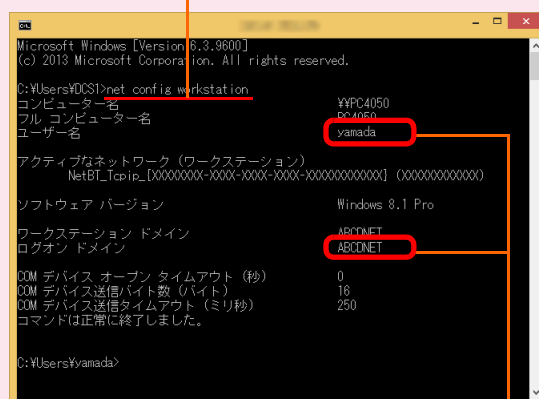 Microsoft Windows [Version 6.3.9600]
(c) 2013 Microsoft Corporation. All rights reserved.
C:¥Users¥DCS1>net config workstation
コンピューター名 ¥¥PC4050
フル コンピューター名 PC4050
ユーザー名 yamada
アクティブなネットワーク (ワークステーション)
NetBT_Tcpip_[XXXXXXXX-XXXX-XXXX-XXXX-XXXXXXXXXXXX] (XXXXXXXXXXXX)
ソフトウェア バージョン Windows 8.1 Pro
ワークステーション ドメイン ABCDNET
ログオン ドメイン ABCDNET
COM デバイス オープン タイムアウト (秒) 0
COM デバイス送信バイト数 (バイト) 16
COM デバイス送信タイムアウト (ミリ秒) 250
コマンドは正常に終了しました。
C:¥Users¥yamada>